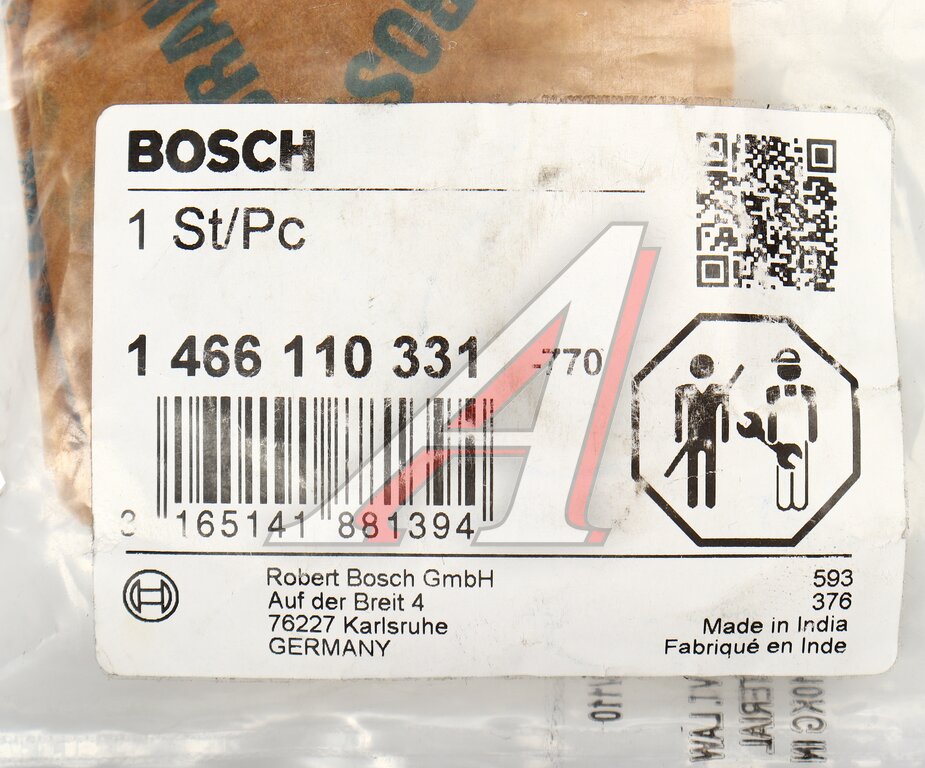 BOSCH
1 St/Pc
1 466 110 331 -770
3 165141 881394
Robert Bosch GmbH
Auf der Breit 4
76227 Karlsruhe
GERMANY
593
376
Made in India
Fabriqué en Inde